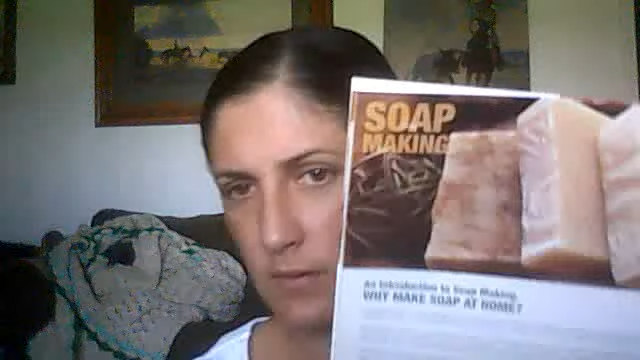 SOAP
MAKING
An Introduction to Soap Making
WHY MAKE SOAP AT HOME?